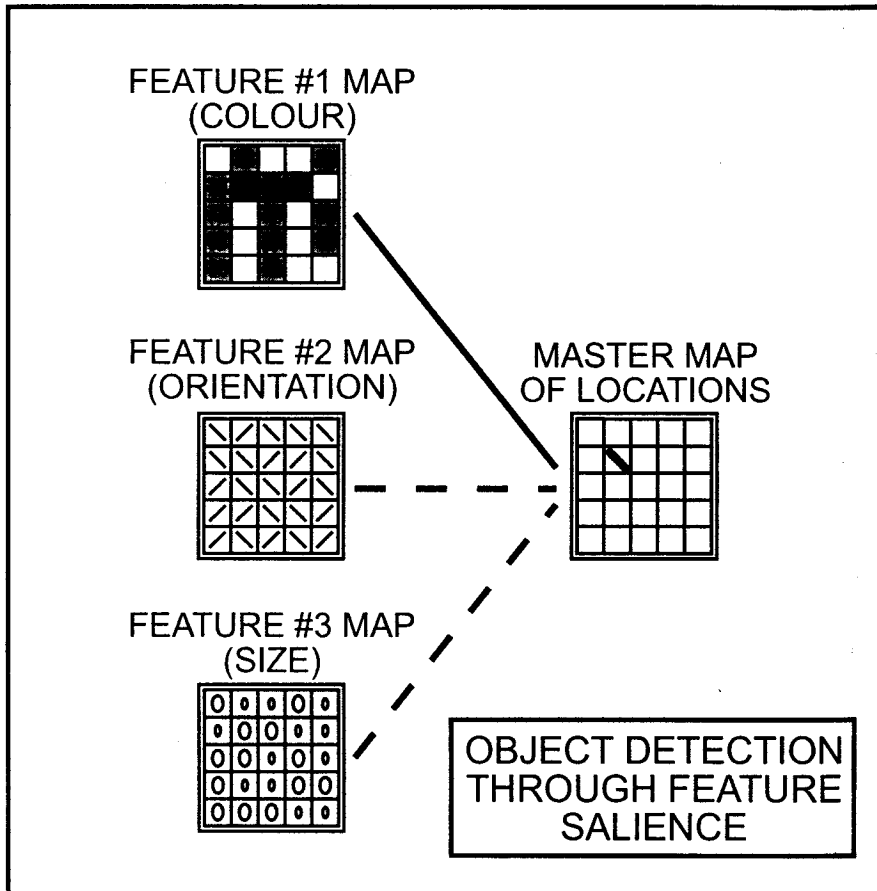 FEATURE #1 MAP
(COLOUR)
FEATURE #2 MAP
(ORIENTATION)
MASTER MAP
OF LOCATIONS
FEATURE #3 MAP
(SIZE)
OBJECT DETECTION
THROUGH FEATURE
SALIENCE